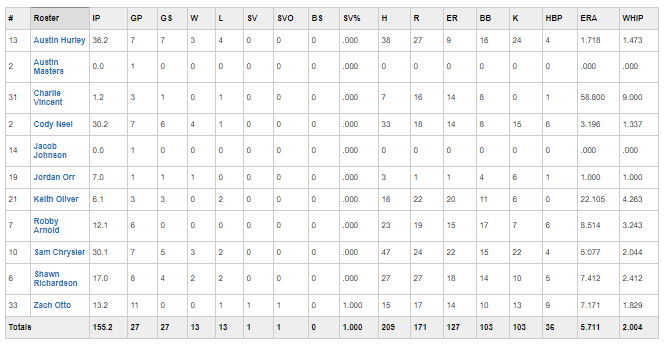 # Roster IP GP GS W L SV SVO BS SV% H R ER BB K HBP ERA WHIP
13 Austin Hurley 36.2 7 7 3 4 0 0 0 .000 38 27 9 16 24 4 1.718 1.473
2 Austin Masters 0.0 1 0 0 0 0 0 0 .000 0 0 0 0 0 0 .000 .000
31 Charlie Vincent 1.2 3 1 0 1 0 0 0 .000 7 16 14 8 0 1 58.800 9.000
2 Cody Neel 30.2 7 6 4 1 0 0 0 .000 33 18 14 8 15 6 3.196 1.337
14 Jacob Johnson 0.0 1 0 0 0 0 0 0 .000 0 0 0 0 0 0 .000 .000
19 Jordan Orr 7.0 1 1 1 0 0 0 0 .000 3 1 1 4 6 1 1.000 1.000
21 Keith Oliver 6.1 3 3 0 2 0 0 0 .000 16 22 20 11 6 0 22.105 4.263
7 Robby Arnold 12.1 6 0 0 0 0 0 0 .000 23 19 15 17 7 6 8.514 3.243
10 Sam Chrysler 30.1 7 5 3 2 0 0 0 .000 47 24 22 15 22 4 5.077 2.044
6 Shawn Richardson 17.0 8 4 2 2 0 0 0 .000 27 27 18 14 10 5 7.412 2.412
33 Zach Otto 13.2 11 0 0 1 1 1 0 1.000 15 17 14 10 13 9 7.171 1.829
Totals 155.2 27 27 13 13 1 1 0 1.000 209 171 127 103 103 36 5.711 2.004